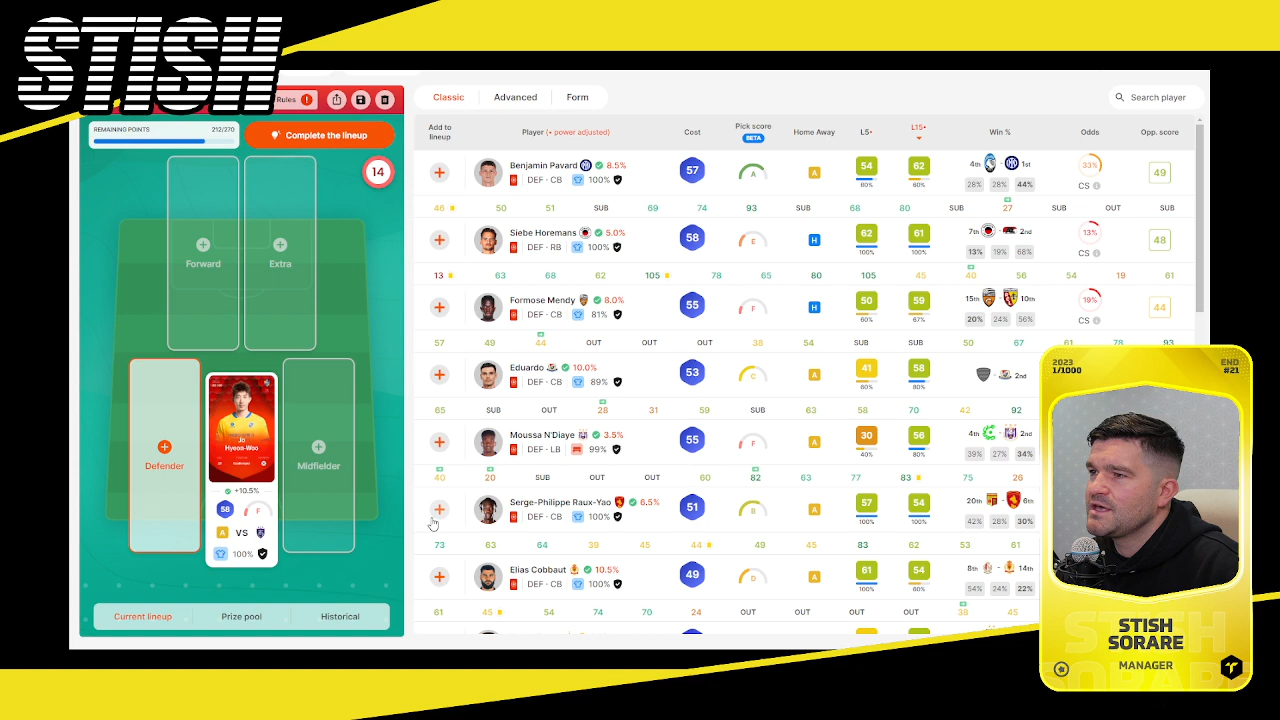 STISH
Rules
REMAINING POINTS 212/270
Complete the lineup
14
Forward
Extra
Defender
Jo
Hyeon-Woo
Midfielder
+10.5%
58 F
A VS
100%
Current lineup Prize pool Historical
Classic Advanced Form
Search player
Add to lineup Player (• power adjusted) Cost Pick score BETA Home Away L5• L15• Win % Odds Opp. score
Benjamin Pavard 8.5%
DEF · CB 100%
57 A A 54 80% 62 60% 4th - 1st 28% 28% 44% 33% CS 49
46 50 51 SUB 69 74 93 SUB 68 80 SUB 27 SUB OUT SUB
Siebe Horemans 5.0%
DEF · RB 100%
58 E H 62 100% 61 100% 7th - 2nd 13% 19% 68% 13% CS 48
13 63 68 62 105 78 65 80 105 45 40 56 54 19 61
Formose Mendy 8.0%
DEF · CB 81%
55 F H 50 60% 59 67% 15th 10th 20% 24% 56% 19% CS 44
57 49 44 OUT OUT OUT 38 54 SUB SUB 50 67 61 78 93
Eduardo 10.0%
DEF · CB 89%
53 C A 41 60% 58 80% - 2nd
65 SUB OUT 28 31 59 SUB 63 58 70 42 92
Moussa N'Diaye 3.5%
DEF · LB 99%
55 F A 30 40% 56 80% 4th - 2nd 39% 27% 34%
40 20 SUB OUT OUT 60 82 63 77 83 75 26
Serge-Philippe Raux-Yao 6.5%
DEF · CB 100%
51 B A 57 100% 54 100% 20th - 6th 42% 28% 30%
73 63 64 39 45 44 49 45 83 62 53 61
Elias Cobbaut 10.5%
DEF · CB 100%
49 D A 61 100% 54 60% 8th - 14th 54% 24% 22%
61 45 54 74 70 24 OUT OUT OUT OUT 38 45
2023
1/1000
END
#21
STISH
SORARE
MANAGER